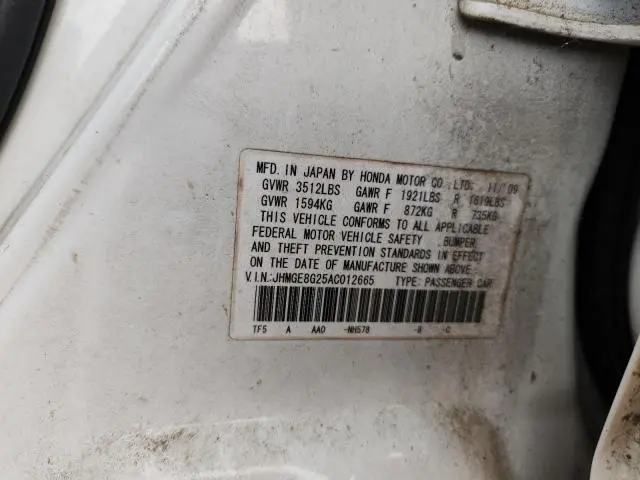 MFD. IN JAPAN BY HONDA MOTOR CO., LTD. 11/09
GVWR 3512LBS GAWR F 1921LBS R 1619LBS
GVWR 1594KG GAWR F 872KG R 735KG
THIS VEHICLE CONFORMS TO ALL APPLICABLE
FEDERAL MOTOR VEHICLE SAFETY, BUMPER,
AND THEFT PREVENTION STANDARDS IN EFFECT
ON THE DATE OF MANUFACTURE SHOWN ABOVE.
V.I.N.:JHMGE8G25AC012665 TYPE: PASSENGER CAR
TF5 A AAO -NH578 -B -C